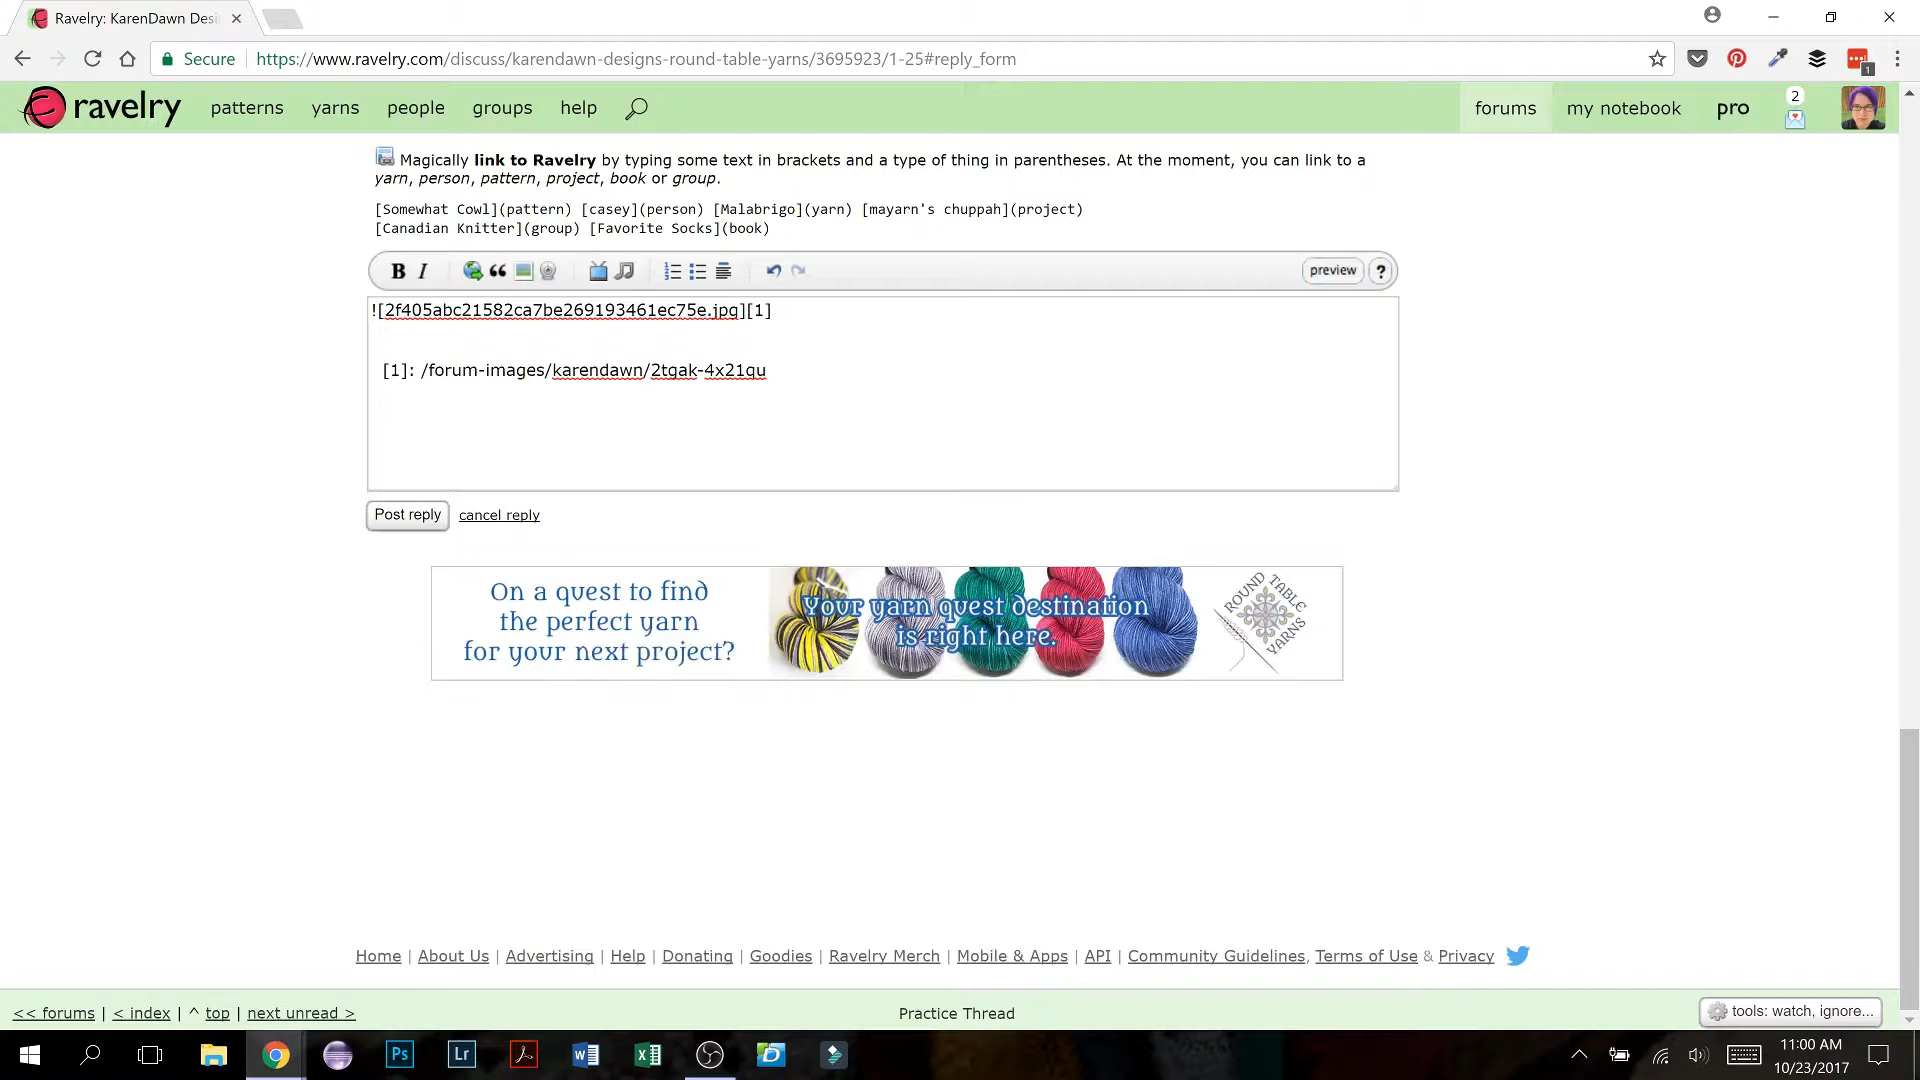 Ravelry: KarenDawn Desi
Secure https://www.ravelry.com/discuss/karendawn-designs-round-table-yarns/3695923/1-25#reply_form
1
ravelry patterns yarns people groups help forums my notebook pro 2
Magically link to Ravelry by typing some text in brackets and a type of thing in parentheses. At the moment, you can link to a
yarn, person, pattern, project, book or group.
[Somewhat Cowl](pattern) [casey](person) [Malabrigo](yarn) [mayarn's chuppah](project)
[Canadian Knitter](group) [Favorite Socks](book)
B I preview ?
![2f405abc21582ca7be269193461ec75e.jpg][1]
[1]: /forum-images/karendawn/2tgak-4x21qu
Post reply cancel reply
On a quest to find
the perfect yarn
for your next project?
Your yarn quest destination
is right here.
ROUND TABLE
YARNS
Home | About Us | Advertising | Help | Donating | Goodies | Ravelry Merch | Mobile & Apps | API | Community Guidelines, Terms of Use & Privacy
<< forums | < index | ^ top | next unread > Practice Thread tools: watch, ignore...
Ps Lr
11:00 AM
10/23/2017